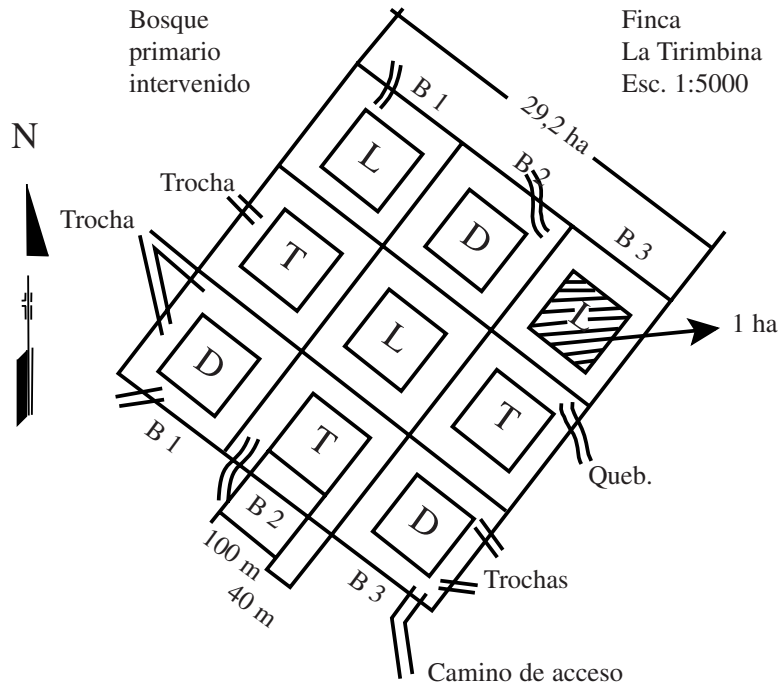 Bosque
primario
intervenido
Finca
La Tirimbina
Esc. 1:5000
N
B 1
29,2 ha
B 2
B 3
Trocha
Trocha
L
D
L
T
L
T
D
T
D
1 ha
B 1
B 2
B 3
100 m
40 m
Queb.
Trochas
Camino de acceso